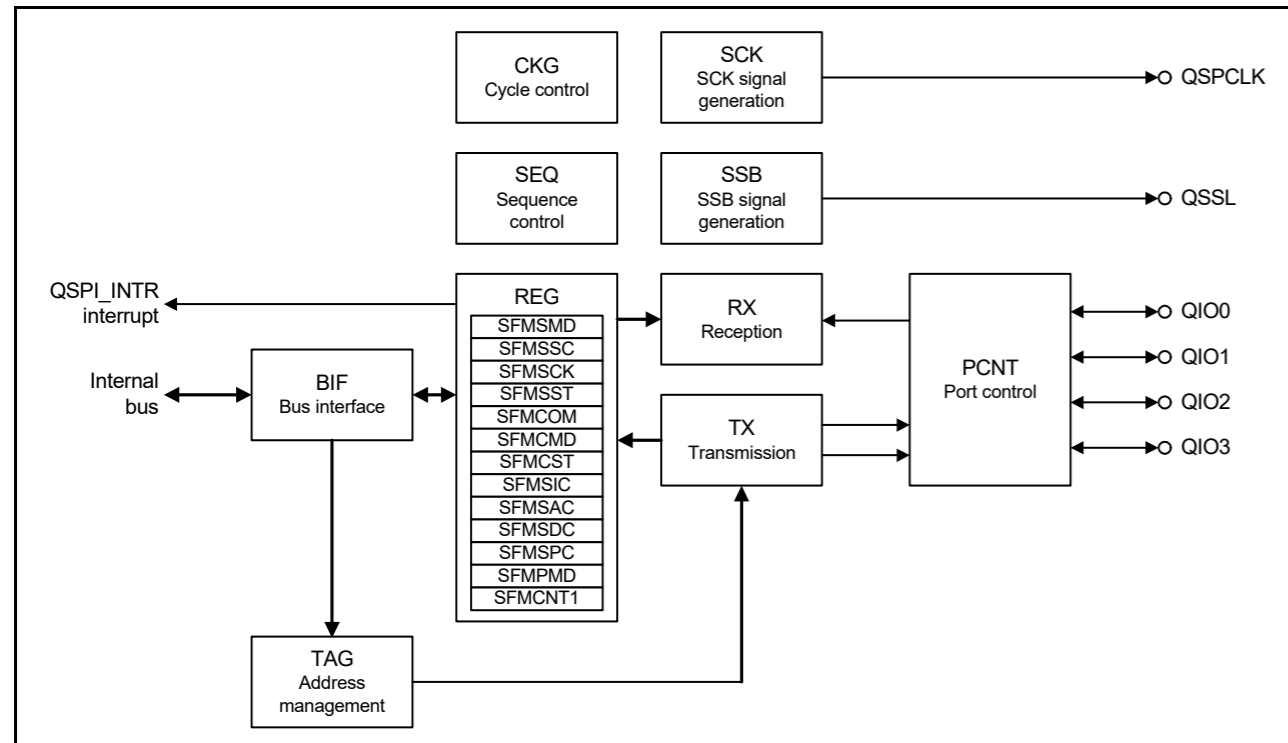 CKG
Cycle control
SCK
SCK signal
generation
QSPCLK
SEQ
Sequence
control
SSB
SSB signal
generation
QSSL
QSPI_INTR
interrupt
Internal
bus
BIF
Bus interface
REG
SFMSMD
SFMSSC
SFMSCK
SFMSST
SFMCOM
SFMCMD
SFMCST
SFMSIC
SFMSAC
SFMSDC
SFMSPC
SFMPMD
SFMCNT1
RX
Reception
TX
Transmission
PCNT
Port control
QIO0
QIO1
QIO2
QIO3
TAG
Address
management